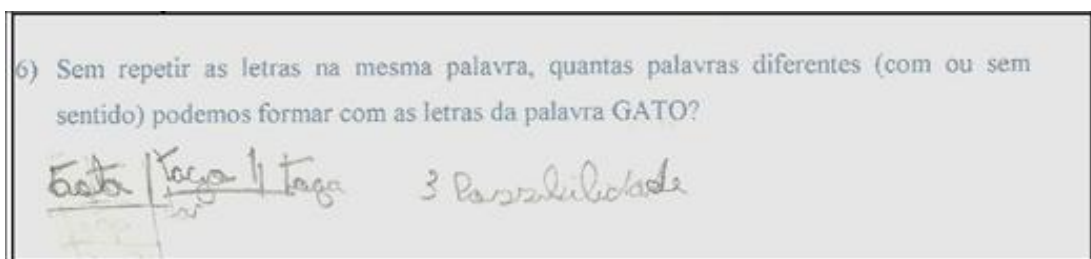 6) Sem repetir as letras na mesma palavra, quantas palavras diferentes (com ou sem
sentido) podemos formar com as letras da palavra GATO?
Gato | Toga | Taga 3 Possibilidade